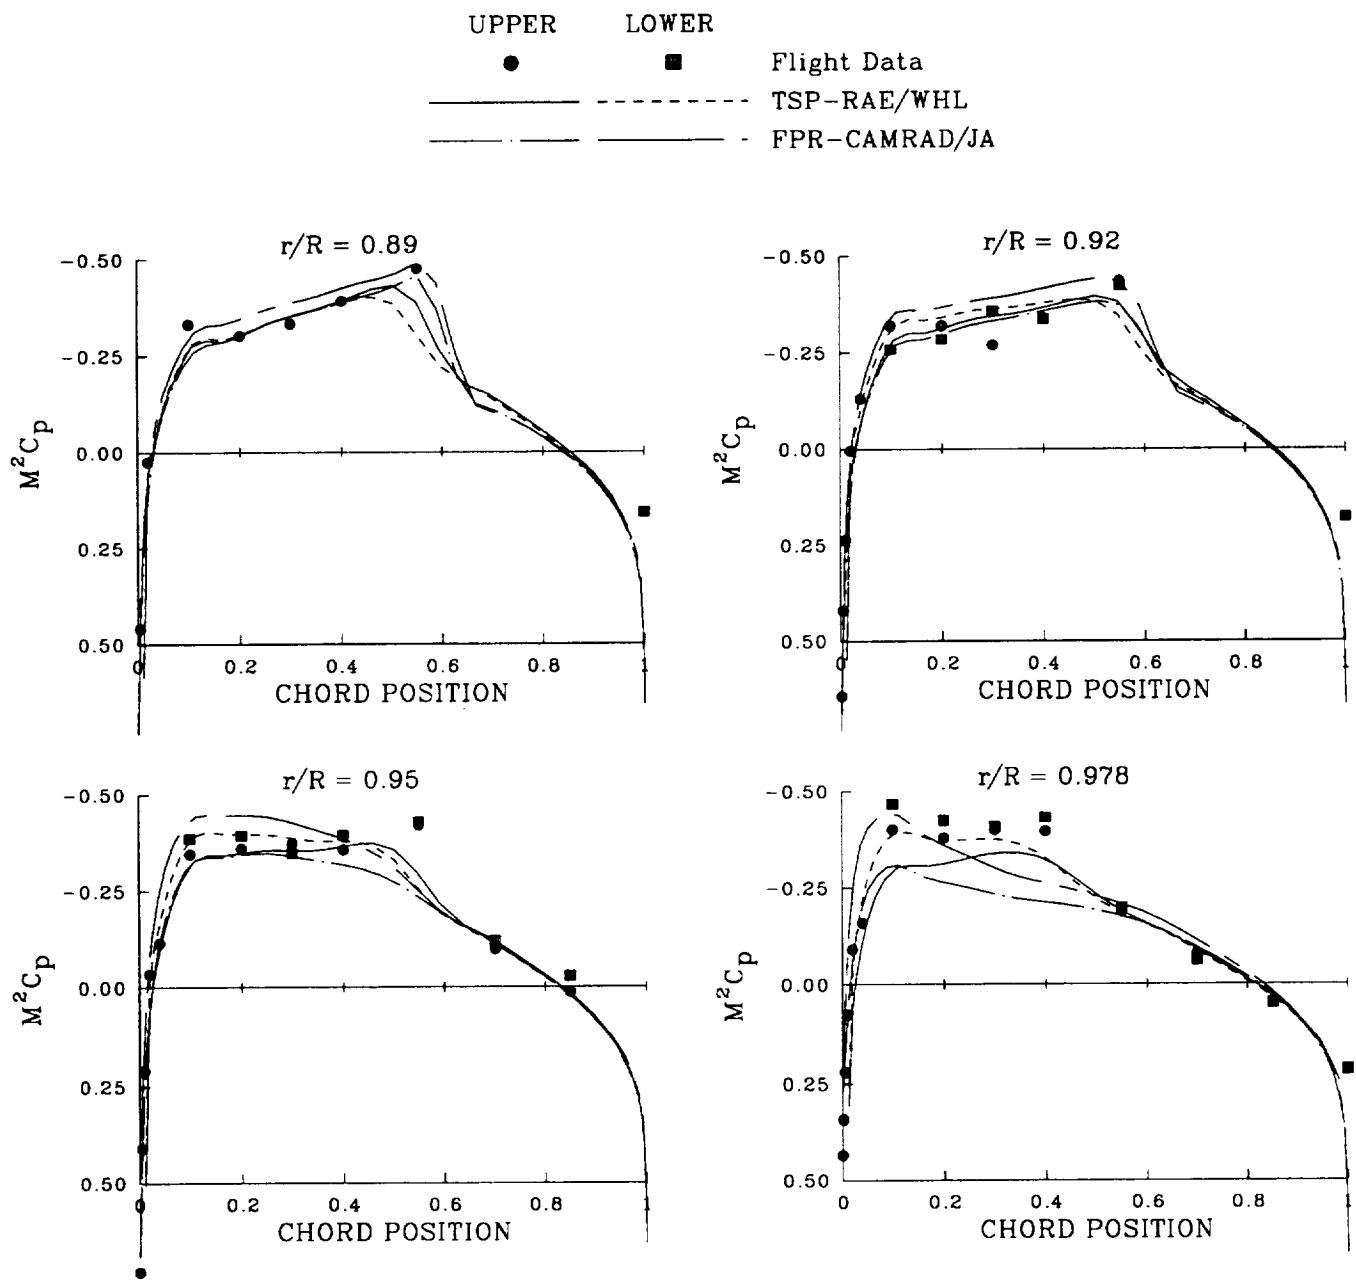 UPPER LOWER
Flight Data
TSP-RAE/WHL
FPR-CAMRAD/JA
r/R = 0.89
-0.50
-0.25
0.00
0.25
0.50
M²Cp
0 0.2 0.4 0.6 0.8 1
CHORD POSITION
r/R = 0.92
-0.50
-0.25
0.00
0.25
0.50
M²Cp
0 0.2 0.4 0.6 0.8 1
CHORD POSITION
r/R = 0.95
-0.50
-0.25
0.00
0.25
0.50
M²Cp
0 0.2 0.4 0.6 0.8 1
CHORD POSITION
r/R = 0.978
-0.50
-0.25
0.00
0.25
0.50
M²Cp
0 0.2 0.4 0.6 0.8 1
CHORD POSITION